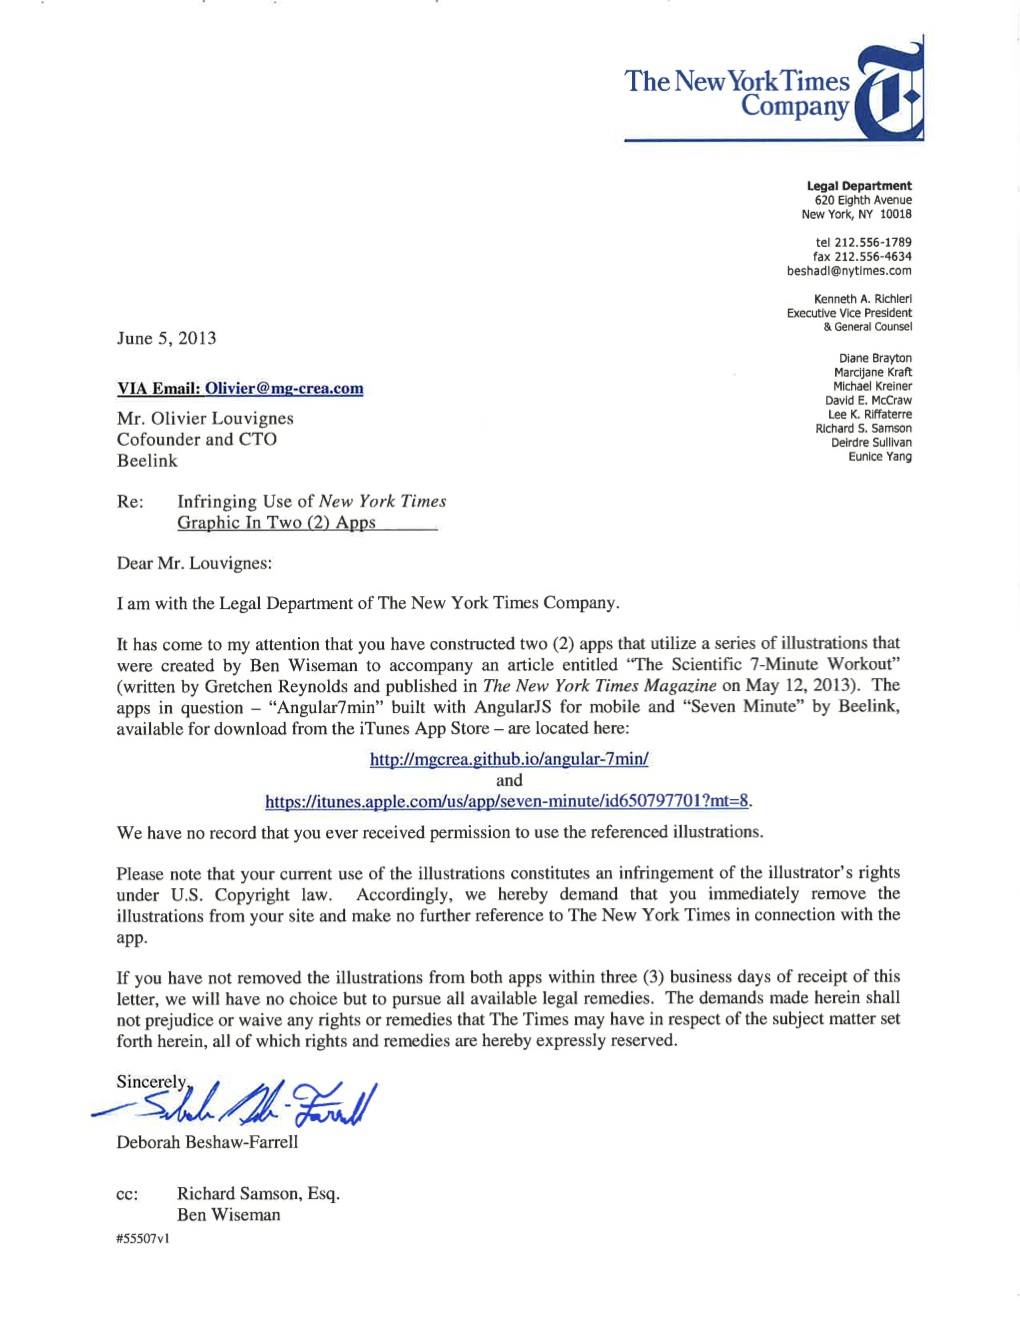 The New York Times
Company
Legal Department
620 Eighth Avenue
New York, NY 10018
tel 212.556-1789
fax 212.556-4634
beshadl@nytimes.com
Kenneth A. Richieri
Executive Vice President
& General Counsel
Diane Brayton
Marcijane Kraft
Michael Kreiner
David E. McCraw
Lee K. Riffaterre
Richard S. Samson
Deirdre Sullivan
Eunice Yang
June 5, 2013
VIA Email: Olivier@mg-crea.com
Mr. Olivier Louvignes
Cofounder and CTO
Beelink
Re: Infringing Use of New York Times
Graphic In Two (2) Apps
Dear Mr. Louvignes:
I am with the Legal Department of The New York Times Company.
It has come to my attention that you have constructed two (2) apps that utilize a series of illustrations that
were created by Ben Wiseman to accompany an article entitled “The Scientific 7-Minute Workout”
(written by Gretchen Reynolds and published in The New York Times Magazine on May 12, 2013). The
apps in question – “Angular7min” built with AngularJS for mobile and “Seven Minute” by Beelink,
available for download from the iTunes App Store – are located here:
http://mgcrea.github.io/angular-7min/
and
https://itunes.apple.com/us/app/seven-minute/id650797701?mt=8.
We have no record that you ever received permission to use the referenced illustrations.
Please note that your current use of the illustrations constitutes an infringement of the illustrator’s rights
under U.S. Copyright law. Accordingly, we hereby demand that you immediately remove the
illustrations from your site and make no further reference to The New York Times in connection with the
app.
If you have not removed the illustrations from both apps within three (3) business days of receipt of this
letter, we will have no choice but to pursue all available legal remedies. The demands made herein shall
not prejudice or waive any rights or remedies that The Times may have in respect of the subject matter set
forth herein, all of which rights and remedies are hereby expressly reserved.
Sincerely,
Deborah Beshaw-Farrell
cc: Richard Samson, Esq.
Ben Wiseman
#55507v1